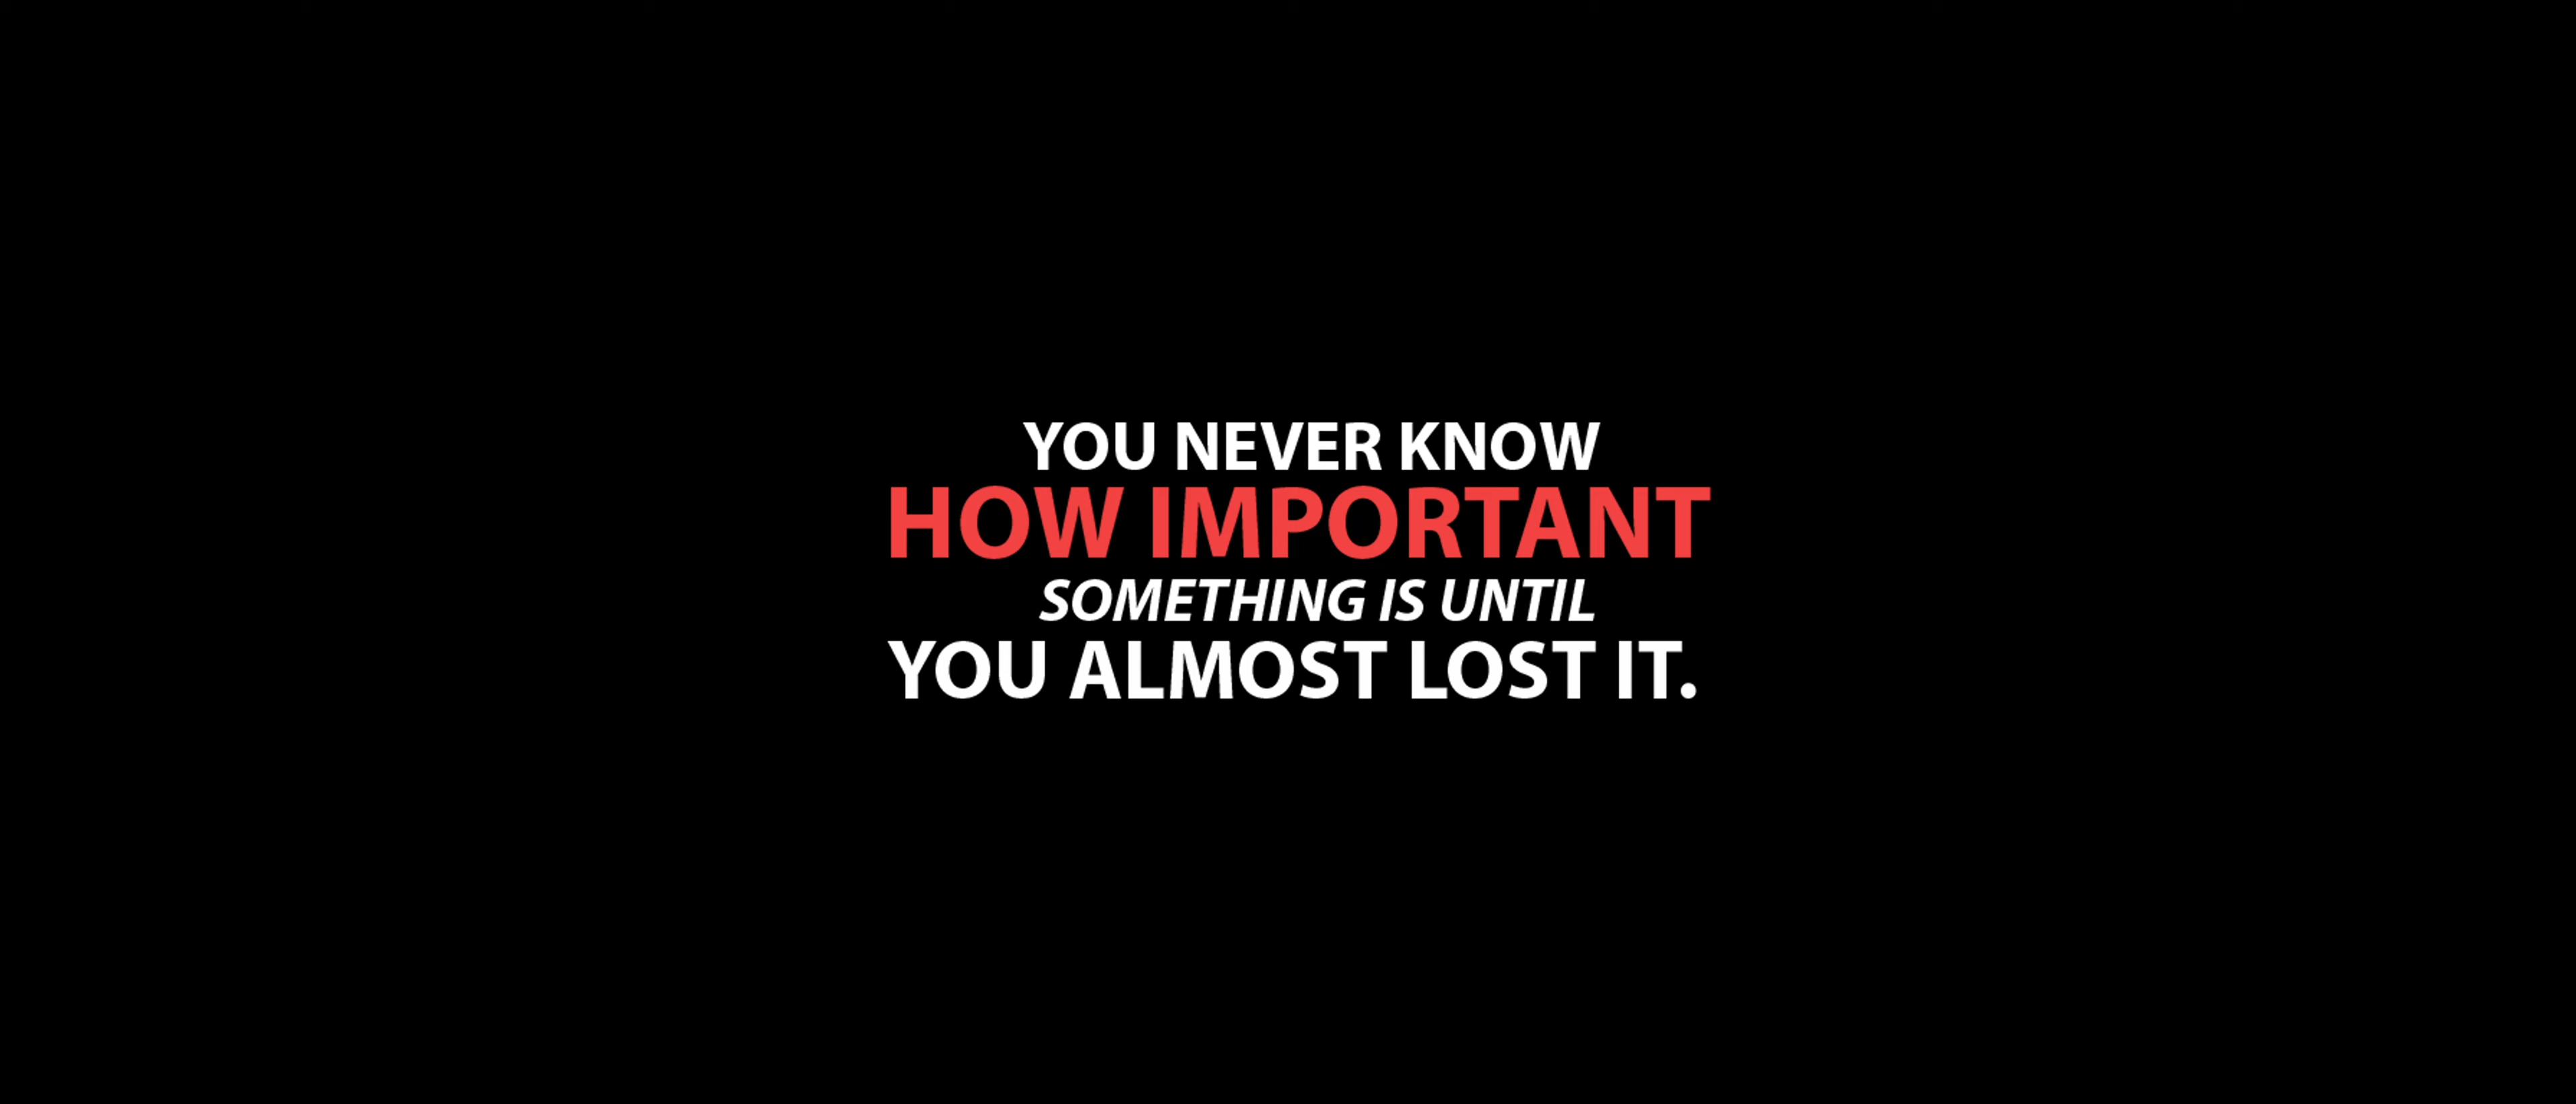 YOU NEVER KNOW
HOW IMPORTANT
SOMETHING IS UNTIL
YOU ALMOST LOST IT.